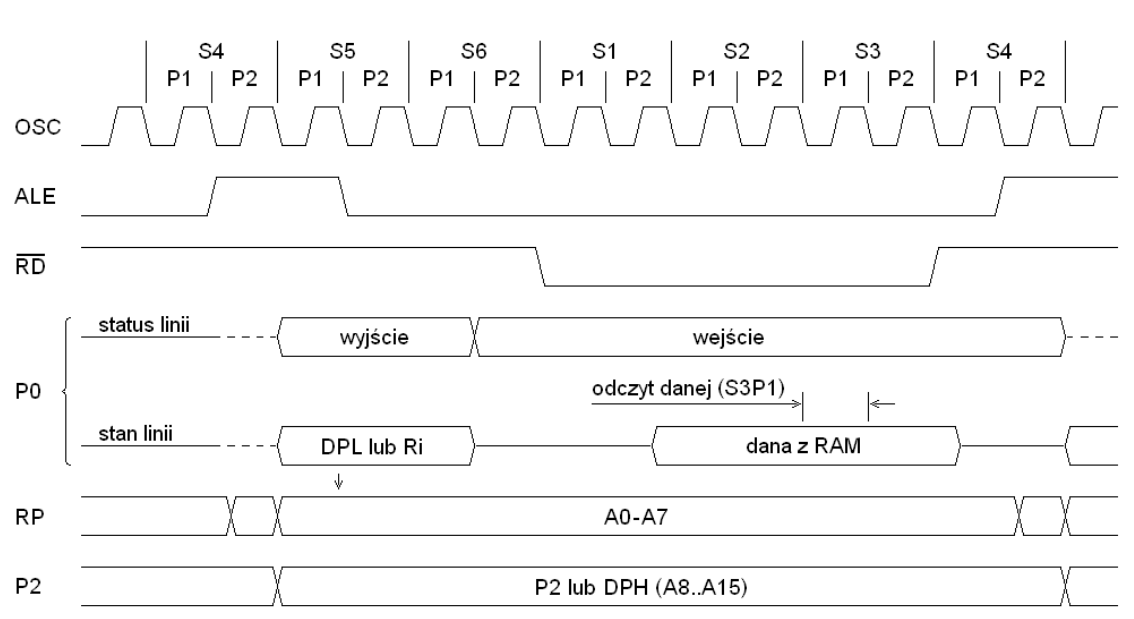 S4 S5 S6 S1 S2 S3 S4
P1 P2 P1 P2 P1 P2 P1 P2 P1 P2 P1 P2 P1 P2
OSC
ALE
RD
status linii
wyjście wejście
P0
odczyt danej (S3P1)
stan linii
DPL lub Ri dana z RAM
RP A0-A7
P2 P2 lub DPH (A8..A15)